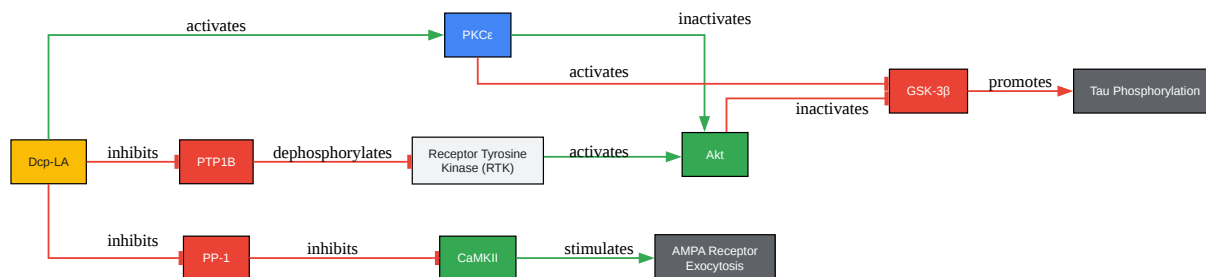 activates
inactivates
PKCε
activates
GSK-3β
promotes
Tau Phosphorylation
inactivates
Dcp-LA
inhibits
PTP1B
dephosphorylates
Receptor Tyrosine
Kinase (RTK)
activates
Akt
inhibits
PP-1
inhibits
CaMKII
stimulates
AMPA Receptor
Exocytosis